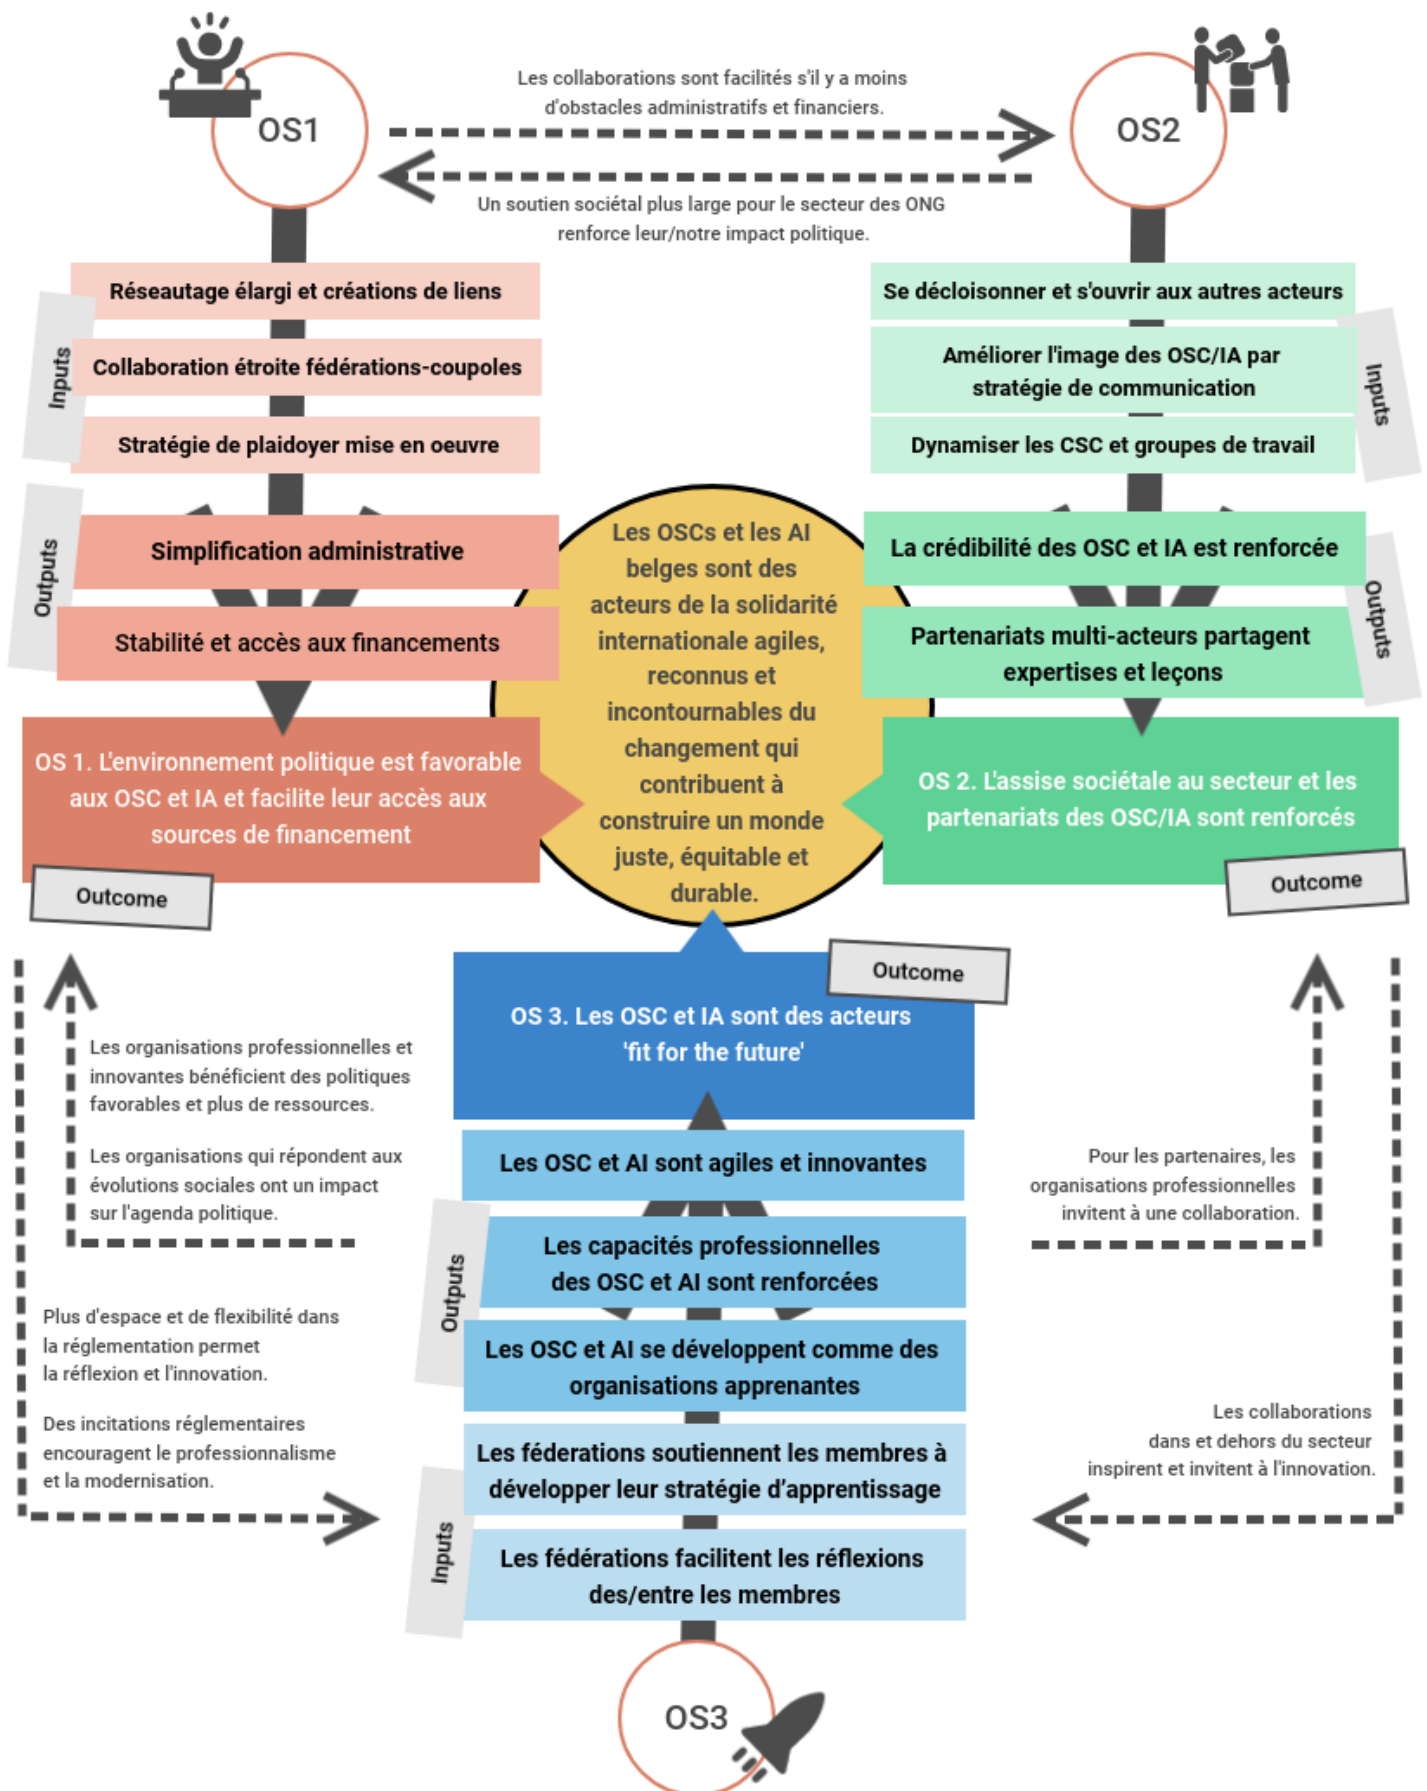 OS1
Les collaborations sont facilités s'il y a moins
d'obstacles administratifs et financiers.
OS2
Un soutien sociétal plus large pour le secteur des ONG
renforce leur/notre impact politique.
Inputs
Réseautage élargi et créations de liens
Collaboration étroite fédérations-coupoles
Stratégie de plaidoyer mise en oeuvre
Outputs
Simplification administrative
Stabilité et accès aux financements
OS 1. L'environnement politique est favorable
aux OSC et IA et facilite leur accès aux
sources de financement
Outcome
Se décloisonner et s'ouvrir aux autres acteurs
Améliorer l'image des OSC/IA par
stratégie de communication
Dynamiser les CSC et groupes de travail
Inputs
La crédibilité des OSC et IA est renforcée
Partenariats multi-acteurs partagent
expertises et leçons
Outputs
OS 2. L'assise sociétale au secteur et les
partenariats des OSC/IA sont renforcés
Outcome
Les OSCs et les AI
belges sont des
acteurs de la solidarité
internationale agiles,
reconnus et
incontournables du
changement qui
contribuent à
construire un monde
juste, équitable et
durable.
Outcome
OS 3. Les OSC et IA sont des acteurs
'fit for the future'
Les organisations professionnelles et
innovantes bénéficient des politiques
favorables et plus de ressources.
Les organisations qui répondent aux
évolutions sociales ont un impact
sur l'agenda politique.
Plus d'espace et de flexibilité dans
la réglementation permet
la réflexion et l'innovation.
Des incitations réglementaires
encouragent le professionnalisme
et la modernisation.
Les OSC et AI sont agiles et innovantes
Les capacités professionnelles
des OSC et AI sont renforcées
Les OSC et AI se développent comme des
organisations apprenantes
Outputs
Les féderations soutiennent les membres à
développer leur stratégie d'apprentissage
Les fédérations facilitent les réflexions
des/entre les membres
Inputs
Pour les partenaires, les
organisations professionnelles
invitent à une collaboration.
Les collaborations
dans et dehors du secteur
inspirent et invitent à l'innovation.
OS3